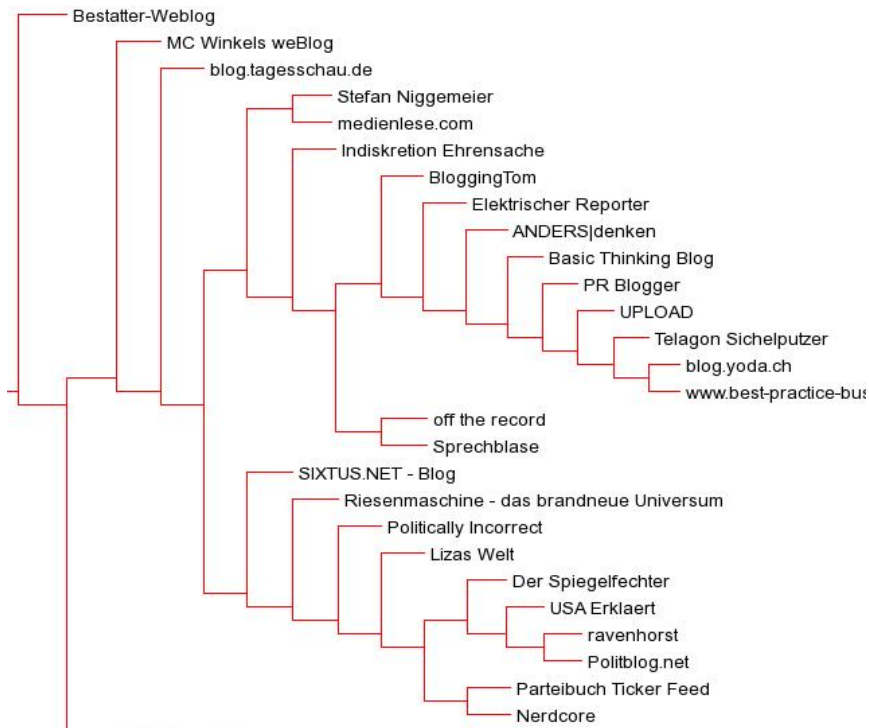 Bestatter-Weblog
MC Winkels weBlog
blog.tagesschau.de
Stefan Niggemeier
medienlese.com
Indiskretion Ehrensache
BloggingTom
Elektrischer Reporter
ANDERS|denken
Basic Thinking Blog
PR Blogger
UPLOAD
Telagon Sichelputzer
blog.yoda.ch
www.best-practice-bus
off the record
Sprechblase
SIXTUS.NET - Blog
Riesenmaschine - das brandneue Universum
Politically Incorrect
Lizas Welt
Der Spiegelfechter
USA Erklaert
ravenhorst
Politblog.net
Parteibuch Ticker Feed
Nerdcore